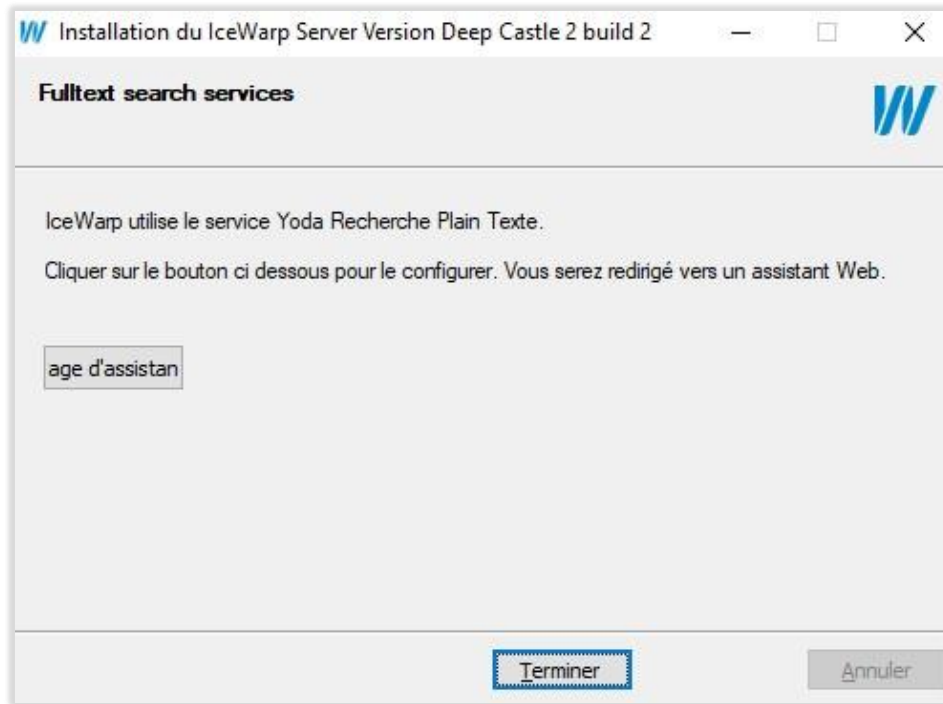 Installation du IceWarp Server Version Deep Castle 2 build 2
Fulltext search services
IceWarp utilise le service Yoda Recherche Plain Texte.
Cliquer sur le bouton ci dessous pour le configurer. Vous serez redirigé vers un assistant Web.
age d'assistan
Terminer
Annuler